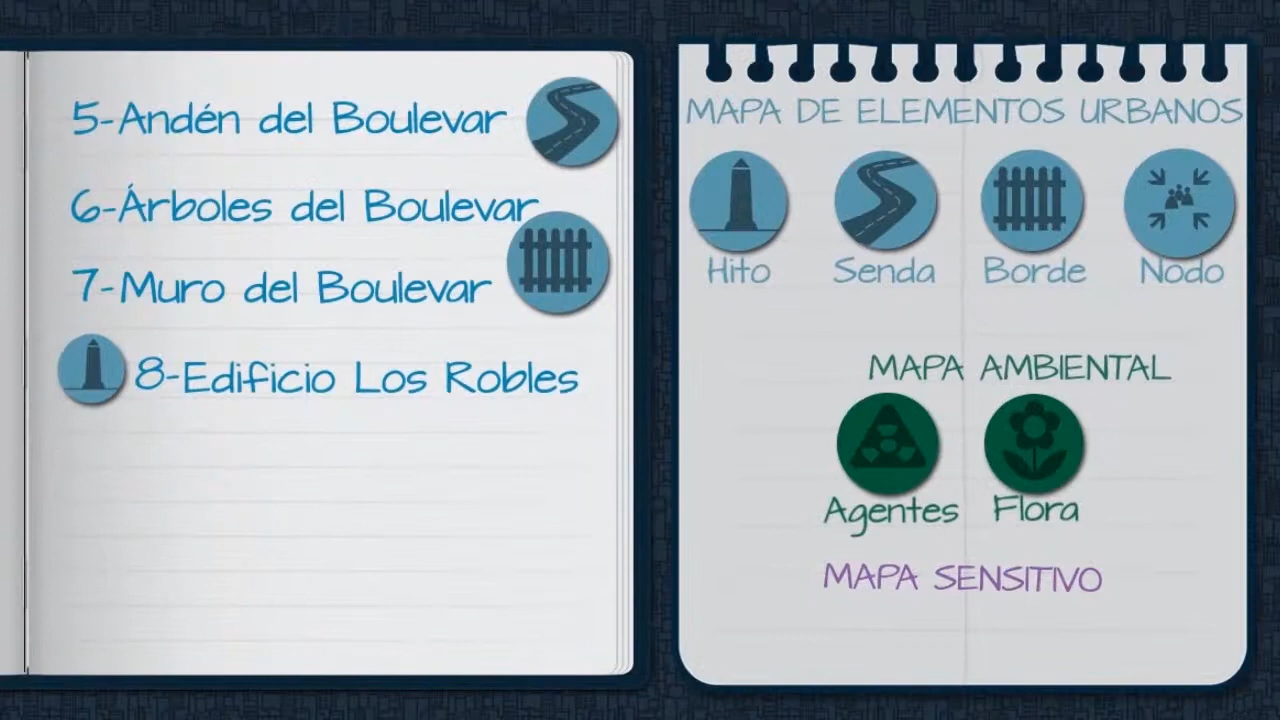 5-Andén del Boulevar
6-Árboles del Boulevar
7-Muro del Boulevar
8-Edificio Los Robles
MAPA DE ELEMENTOS URBANOS
Hito Senda Borde Nodo
MAPA AMBIENTAL
Agentes Flora
MAPA SENSITIVO